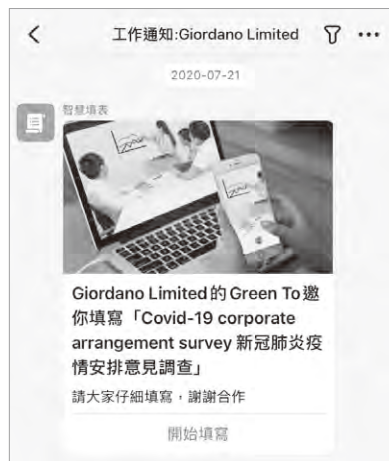 工作通知:Giordano Limited
2020-07-21
智慧填表
Giordano Limited的Green To邀
你填寫「Covid-19 corporate
arrangement survey 新冠肺炎疫
情安排意見調查」
請大家仔細填寫，謝謝合作
開始填寫